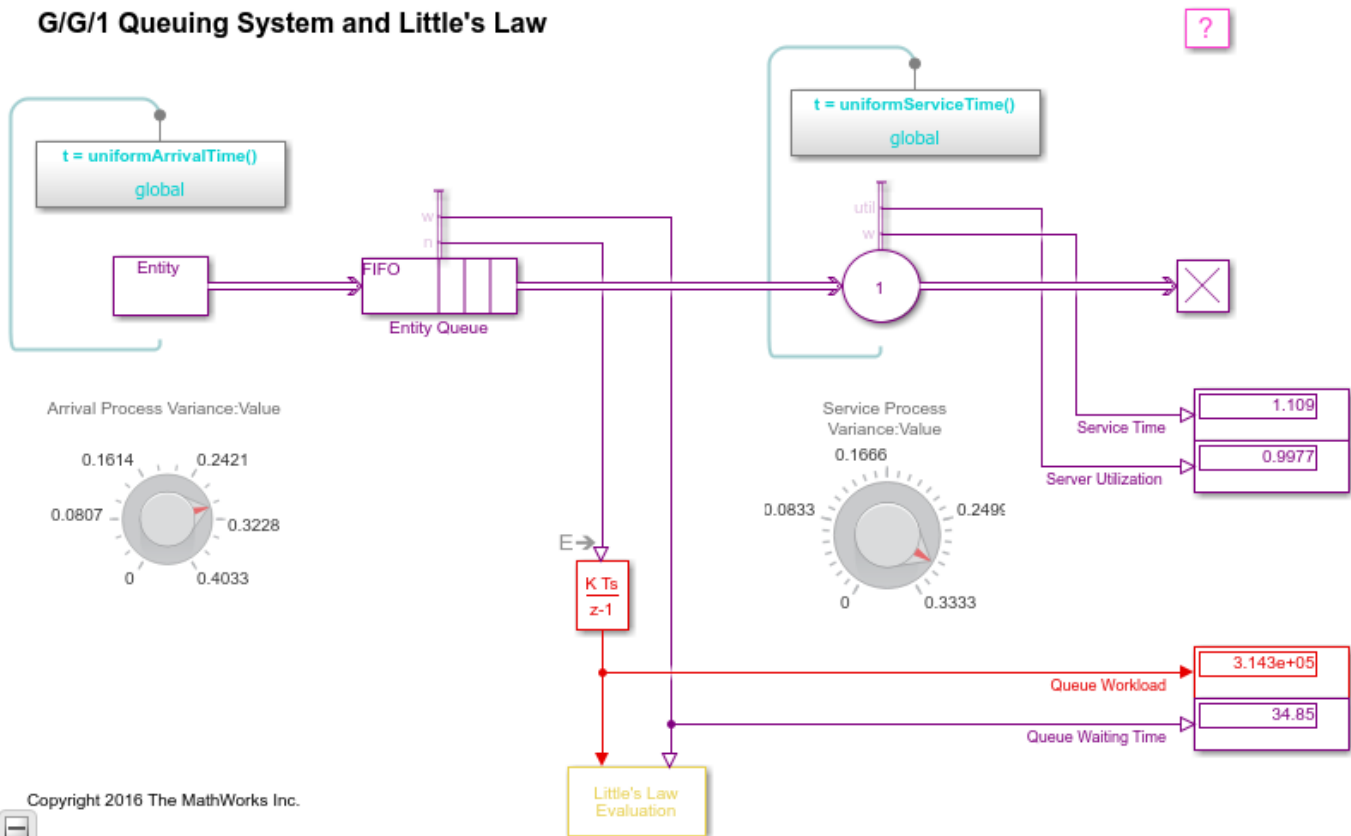 G/G/1 Queuing System and Little's Law
?
t = uniformArrivalTime()
global
t = uniformServiceTime()
global
w
n
util
w
Entity
FIFO
Entity Queue
1
Arrival Process Variance:Value
0.1614
0.2421
0.0807
0.3228
0
0.4033
Service Process
Variance:Value
0.1666
0.0833
0.2499
0
0.3333
1.109
Service Time
0.9977
Server Utilization
E
K Ts
z-1
3.143e+05
Queue Workload
34.85
Queue Waiting Time
Little's Law
Evaluation
Copyright 2016 The MathWorks Inc.